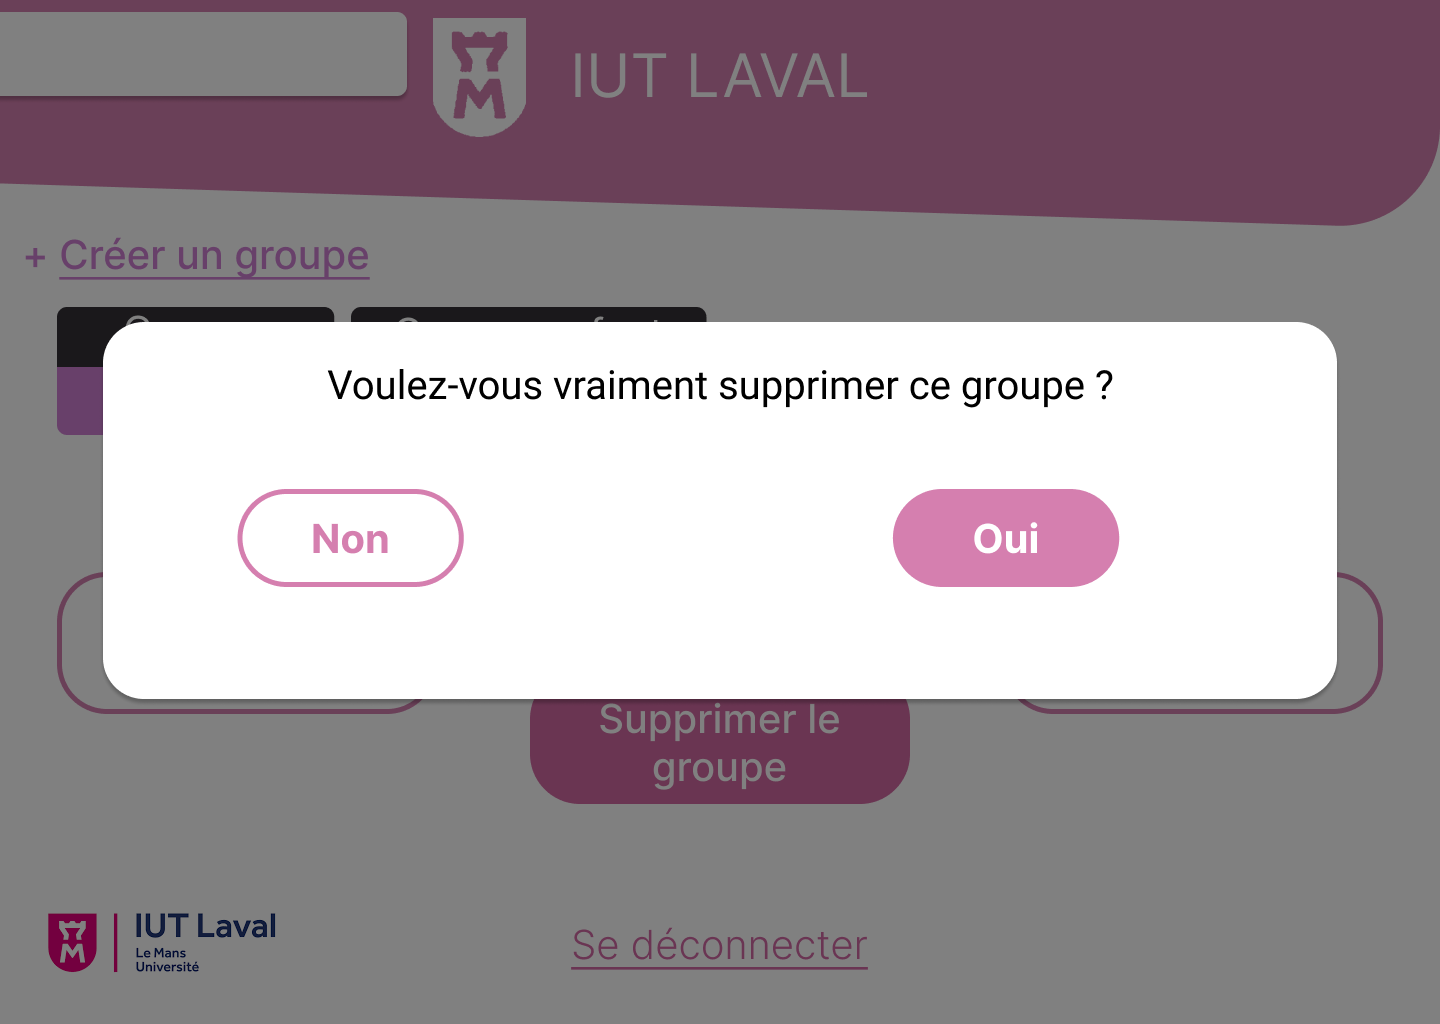 IUT LAVAL
+ Créer un groupe
Voulez-vous vraiment supprimer ce groupe ?
Non
Oui
Supprimer le
groupe
IUT Laval
Le Mans
Université
Se déconnecter